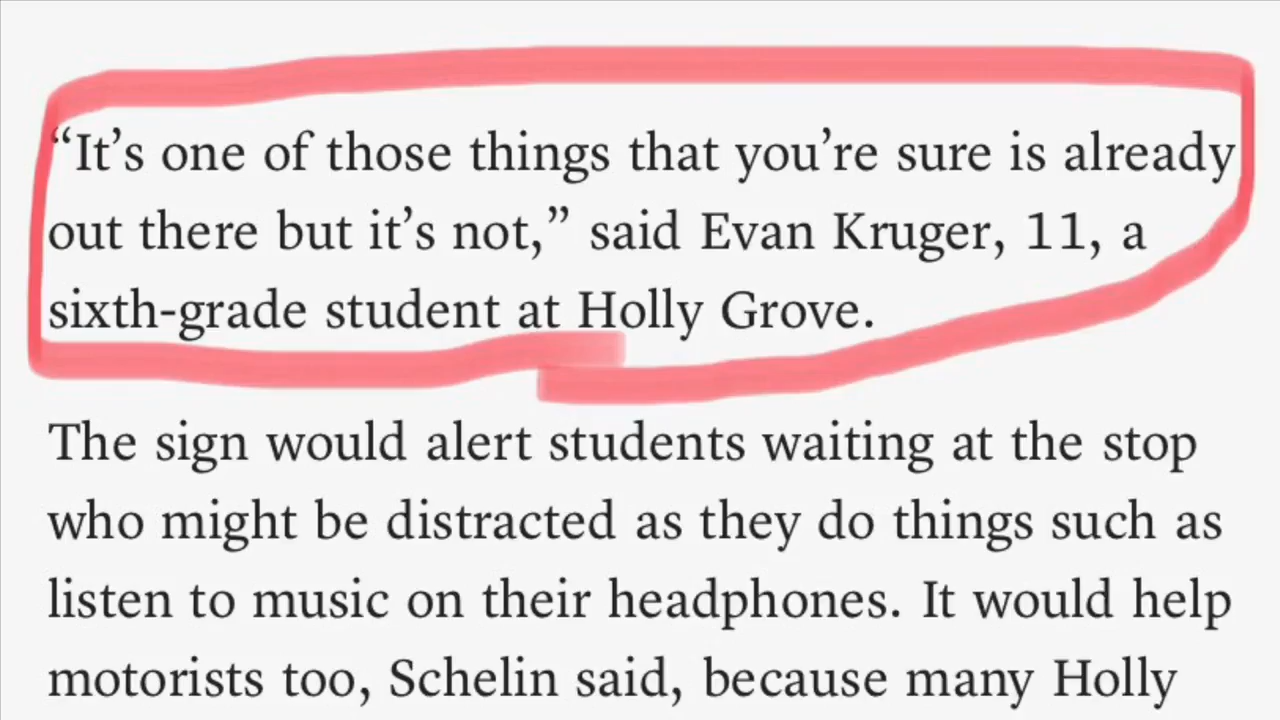 “It’s one of those things that you’re sure is already
out there but it’s not,” said Evan Kruger, 11, a
sixth-grade student at Holly Grove.
The sign would alert students waiting at the stop
who might be distracted as they do things such as
listen to music on their headphones. It would help
motorists too, Schelin said, because many Holly